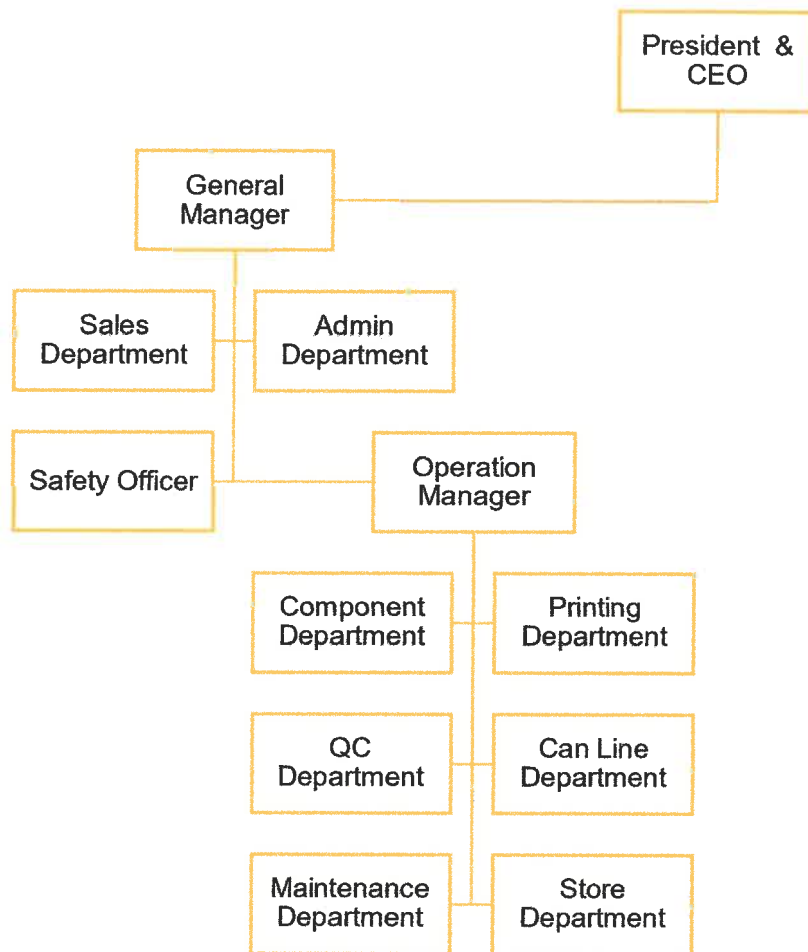 President &
CEO
General
Manager
Sales
Department
Admin
Department
Safety Officer
Operation
Manager
Component
Department
Printing
Department
QC
Department
Can Line
Department
Maintenance
Department
Store
Department